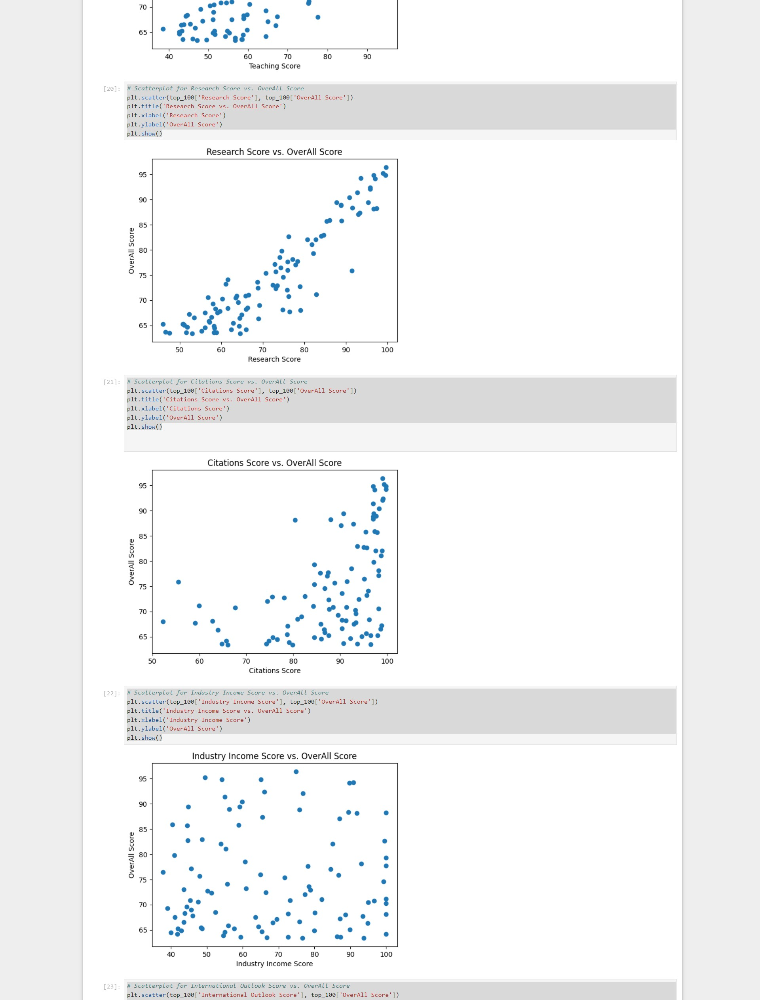 70
65
40 50 60 70 80 90
Teaching Score
[20]: # Scatterplot for Research Score vs. OverAll Score
plt.scatter(top_100['Research Score'], top_100['OverAll Score'])
plt.title('Research Score vs. OverAll Score')
plt.xlabel('Research Score')
plt.ylabel('OverAll Score')
plt.show()
Research Score vs. OverAll Score
95
90
85
80
75
70
65
OverAll Score
50 60 70 80 90 100
Research Score
[21]: # Scatterplot for Citations Score vs. OverAll Score
plt.scatter(top_100['Citations Score'], top_100['OverAll Score'])
plt.title('Citations Score vs. OverAll Score')
plt.xlabel('Citations Score')
plt.ylabel('OverAll Score')
plt.show()
Citations Score vs. OverAll Score
95
90
85
80
75
70
65
OverAll Score
50 60 70 80 90 100
Citations Score
[22]: # Scatterplot for Industry Income Score vs. OverAll Score
plt.scatter(top_100['Industry Income Score'], top_100['OverAll Score'])
plt.title('Industry Income Score vs. OverAll Score')
plt.xlabel('Industry Income Score')
plt.ylabel('OverAll Score')
plt.show()
Industry Income Score vs. OverAll Score
95
90
85
80
75
70
65
OverAll Score
40 50 60 70 80 90 100
Industry Income Score
[23]: # Scatterplot for International Outlook Score vs. OverAll Score
plt.scatter(top_100['International Outlook Score'], top_100['OverAll Score'])